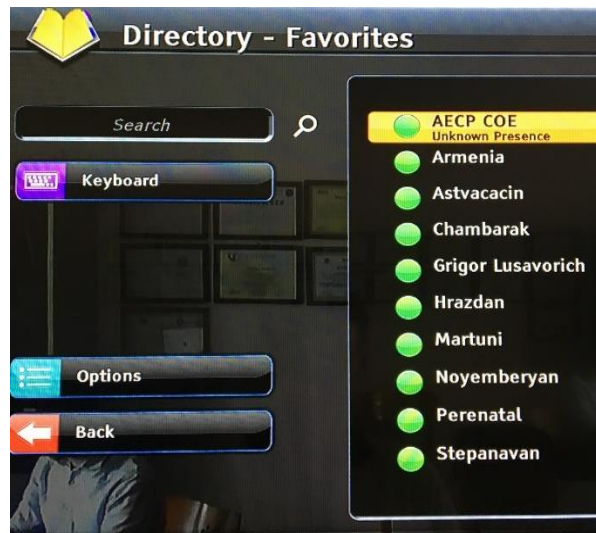 Directory - Favorites
Search
Keyboard
Options
Back
AECP COE
Unknown Presence
Armenia
Astvacacin
Chambarak
Grigor Lusavorich
Hrazdan
Martuni
Noyemberyan
Perenatal
Stepanavan